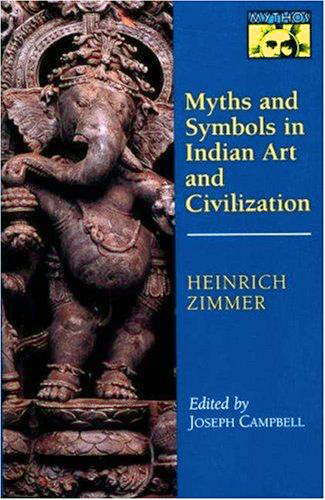 MYTHOS
Myths and
Symbols in
Indian Art
and
Civilization
HEINRICH
ZIMMER
Edited by
JOSEPH CAMPBELL